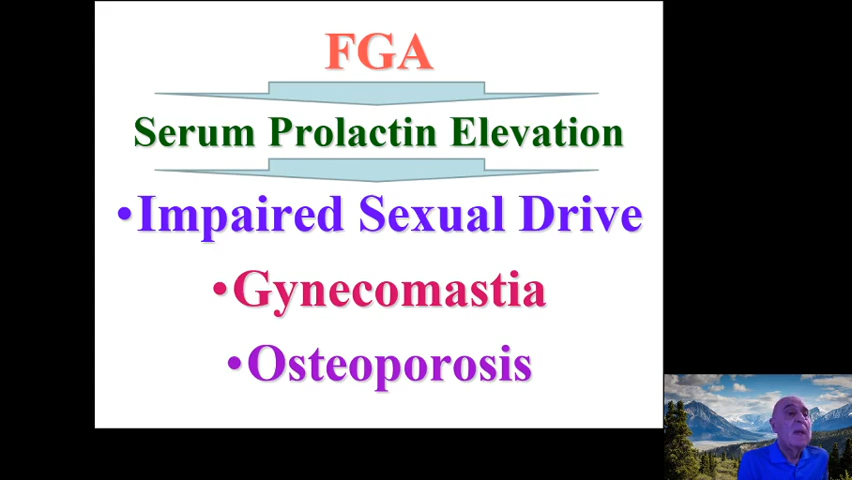 FGA
Serum Prolactin Elevation
•Impaired Sexual Drive
•Gynecomastia
•Osteoporosis